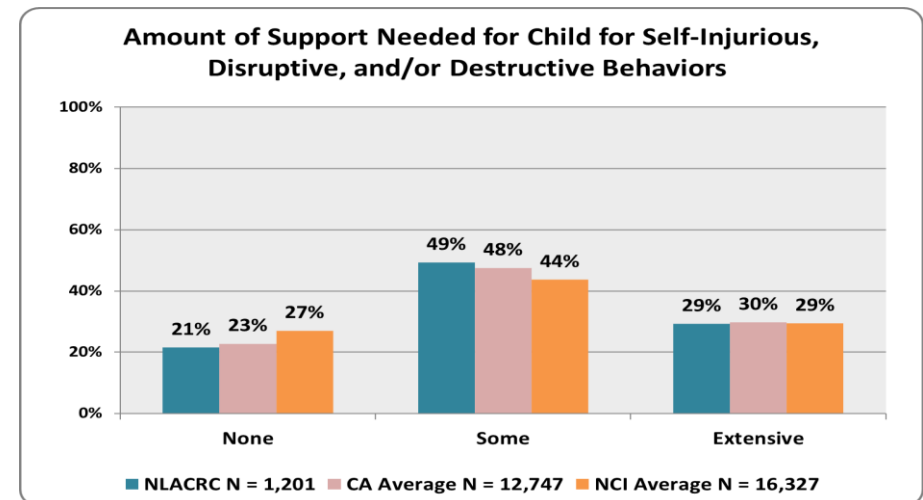 Amount of Support Needed for Child for Self-Injurious,
Disruptive, and/or Destructive Behaviors
100%
80%
60%
40%
20%
0%
21% 23% 27%
49% 48% 44%
29% 30% 29%
None Some Extensive
NLACRC N = 1,201 CA Average N = 12,747 NCI Average N = 16,327